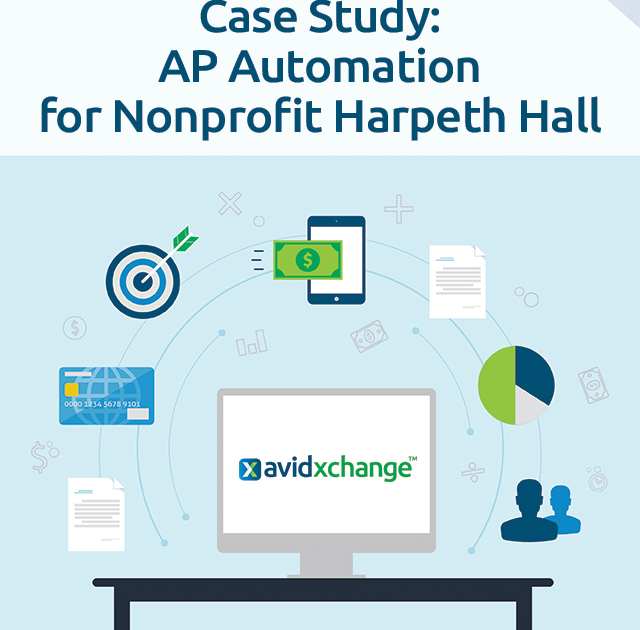 Case Study:
AP Automation
for Nonprofit Harpeth Hall
$
$
0000 1234 5678 9101
$
avidxchange™